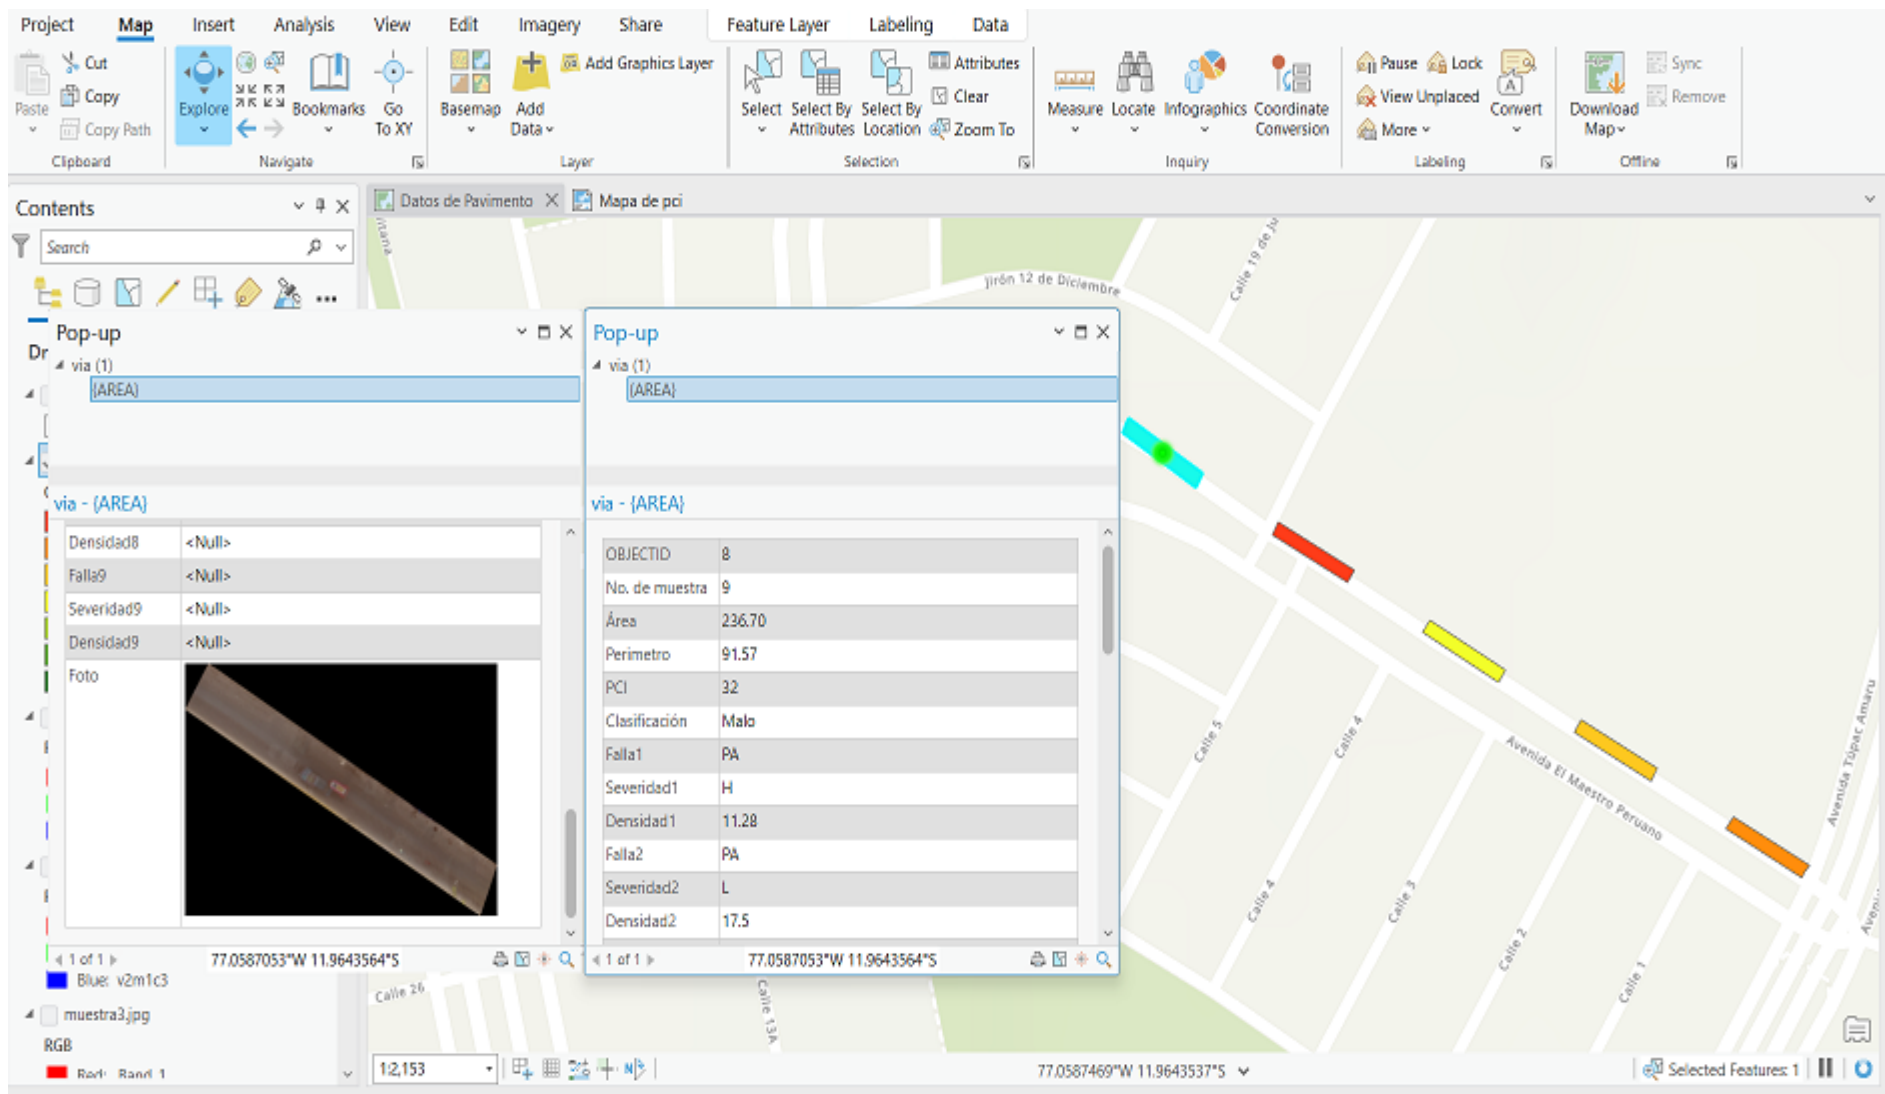 Project Map Insert Analysis View Edit Imagery Share Feature Layer Labeling Data
Paste
Cut
Copy
Copy Path
Clipboard
Explore
Bookmarks
Go To XY
Navigate
Basemap
Add Data
Add Graphics Layer
Layer
Select
Select By Attributes
Select By Location
Attributes
Clear
Zoom To
Selection
Measure
Locate
Infographics
Coordinate Conversion
Inquiry
Pause
Lock
View Unplaced
More
Convert
Labeling
Download Map
Sync
Remove
Offline
Contents
Search
Dr
Datos de Pavimento
Mapa de pci
Pop-up
via (1)
{AREA}
via - {AREA}
Densidad8 <Null>
Falla9 <Null>
Severidad9 <Null>
Densidad9 <Null>
Foto
1 of 1
77.0587053°W 11.9643564°S
Pop-up
via (1)
{AREA}
via - {AREA}
OBJECTID 8
No. de muestra 9
Área 236.70
Perimetro 91.57
PCI 32
Clasificación Malo
Falla1 PA
Severidad1 H
Densidad1 11.28
Falla2 PA
Severidad2 L
Densidad2 17.5
1 of 1
77.0587053°W 11.9643564°S
Blue: v2m1c3
muestra3.jpg
RGB
Red: Band_1
Jirón 12 de Diciembre
Calle 19 de Ju
Calle 5
Calle 4
Avenida El Maestro Peruano
Avenida Túpac Amaru
Calle 4
Calle 3
Calle 2
Calle 1
Calle 26
Calle 13A
1:2,153
77.0587469°W 11.9643537°S
Selected Features: 1